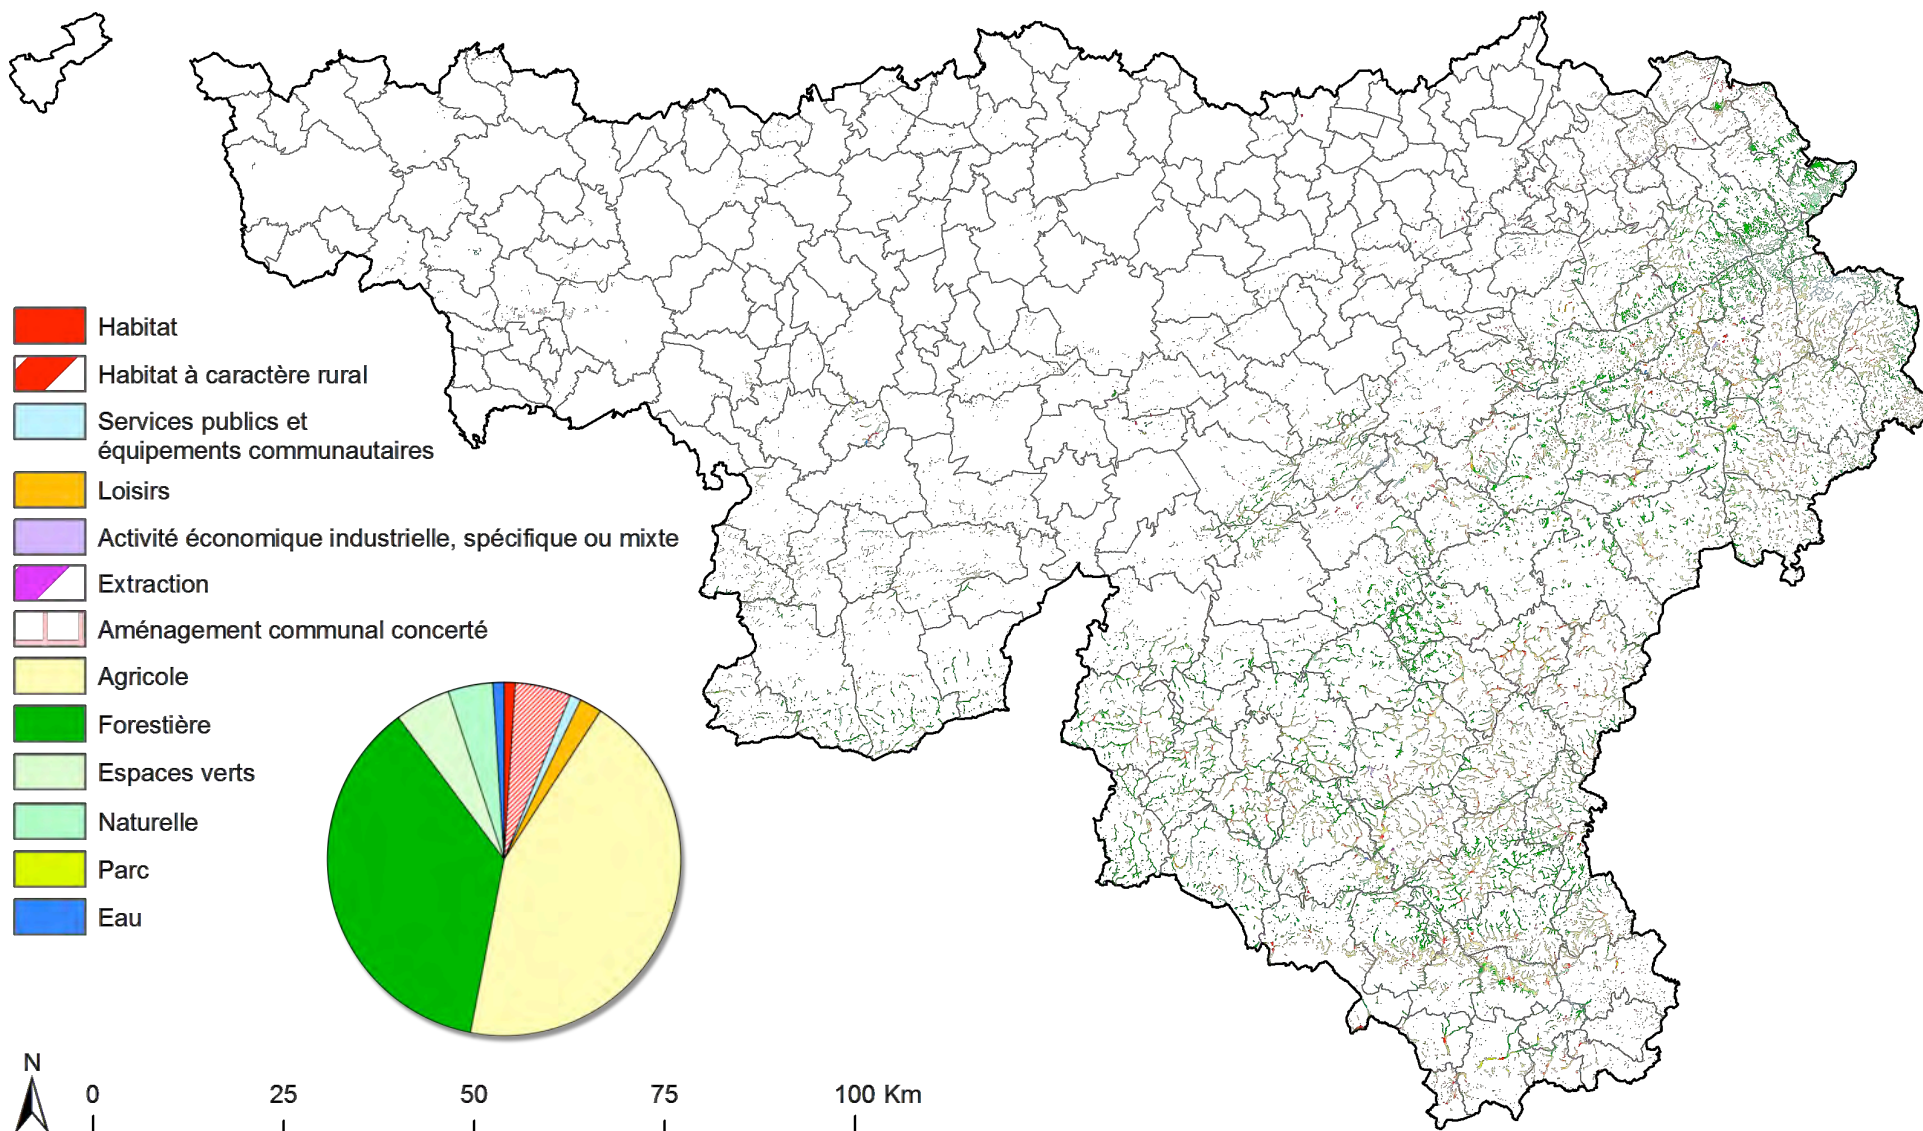 Habitat
Habitat à caractère rural
Services publics et
équipements communautaires
Loisirs
Activité économique industrielle, spécifique ou mixte
Extraction
Aménagement communal concerté
Agricole
Forestière
Espaces verts
Naturelle
Parc
Eau
N
0 25 50 75 100 Km